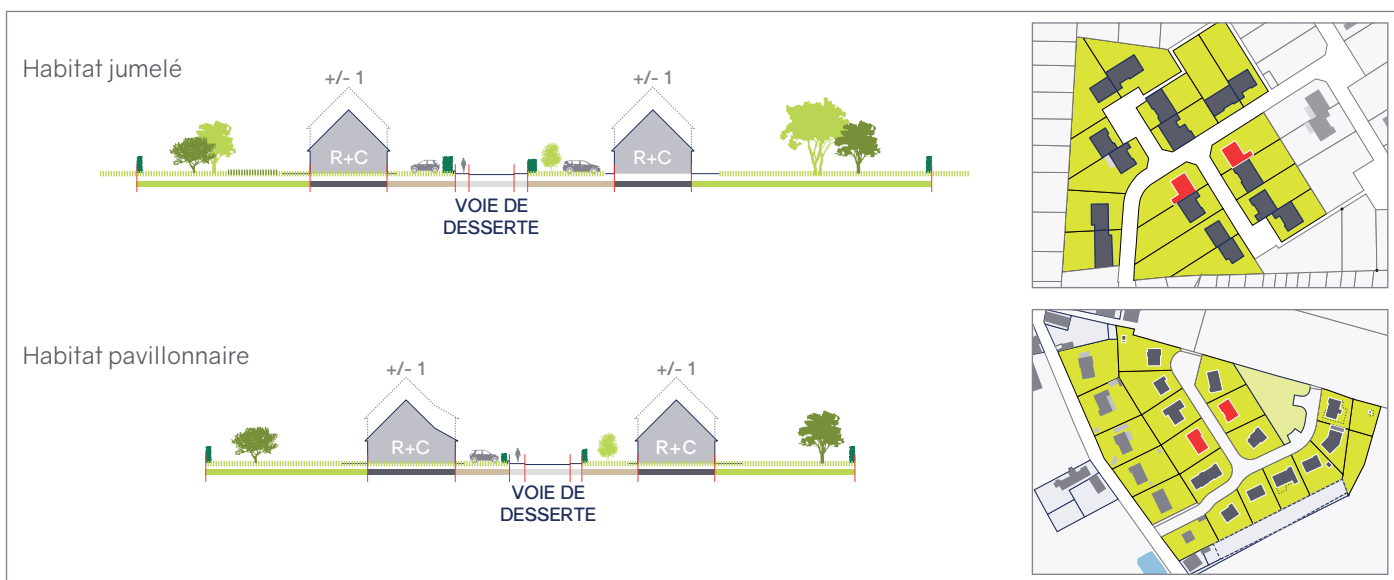 Habitat jumelé
+/- 1
+/- 1
R+C
R+C
VOIE DE
DESSERTE
Habitat pavillonnaire
+/- 1
+/- 1
R+C
R+C
VOIE DE
DESSERTE